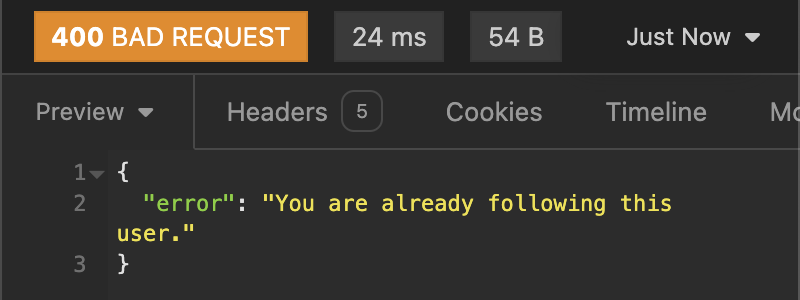 400 BAD REQUEST 24 ms 54 B Just Now
Preview Headers 5 Cookies Timeline
1 {
2 "error": "You are already following this
user."
3 }